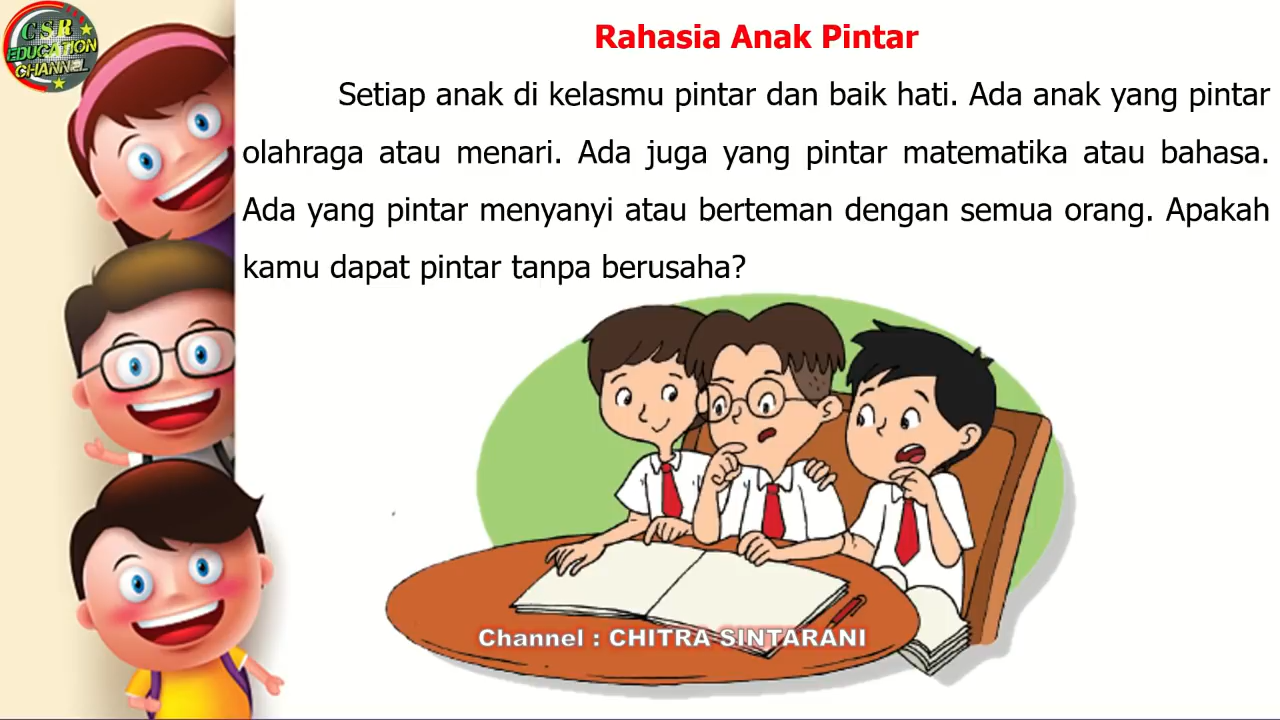 CSR
EDUCATION
CHANNEL
Rahasia Anak Pintar
Setiap anak di kelasmu pintar dan baik hati. Ada anak yang pintar
olahraga atau menari. Ada juga yang pintar matematika atau bahasa.
Ada yang pintar menyanyi atau berteman dengan semua orang. Apakah
kamu dapat pintar tanpa berusaha?
Channel : CHITRA SINTARANI